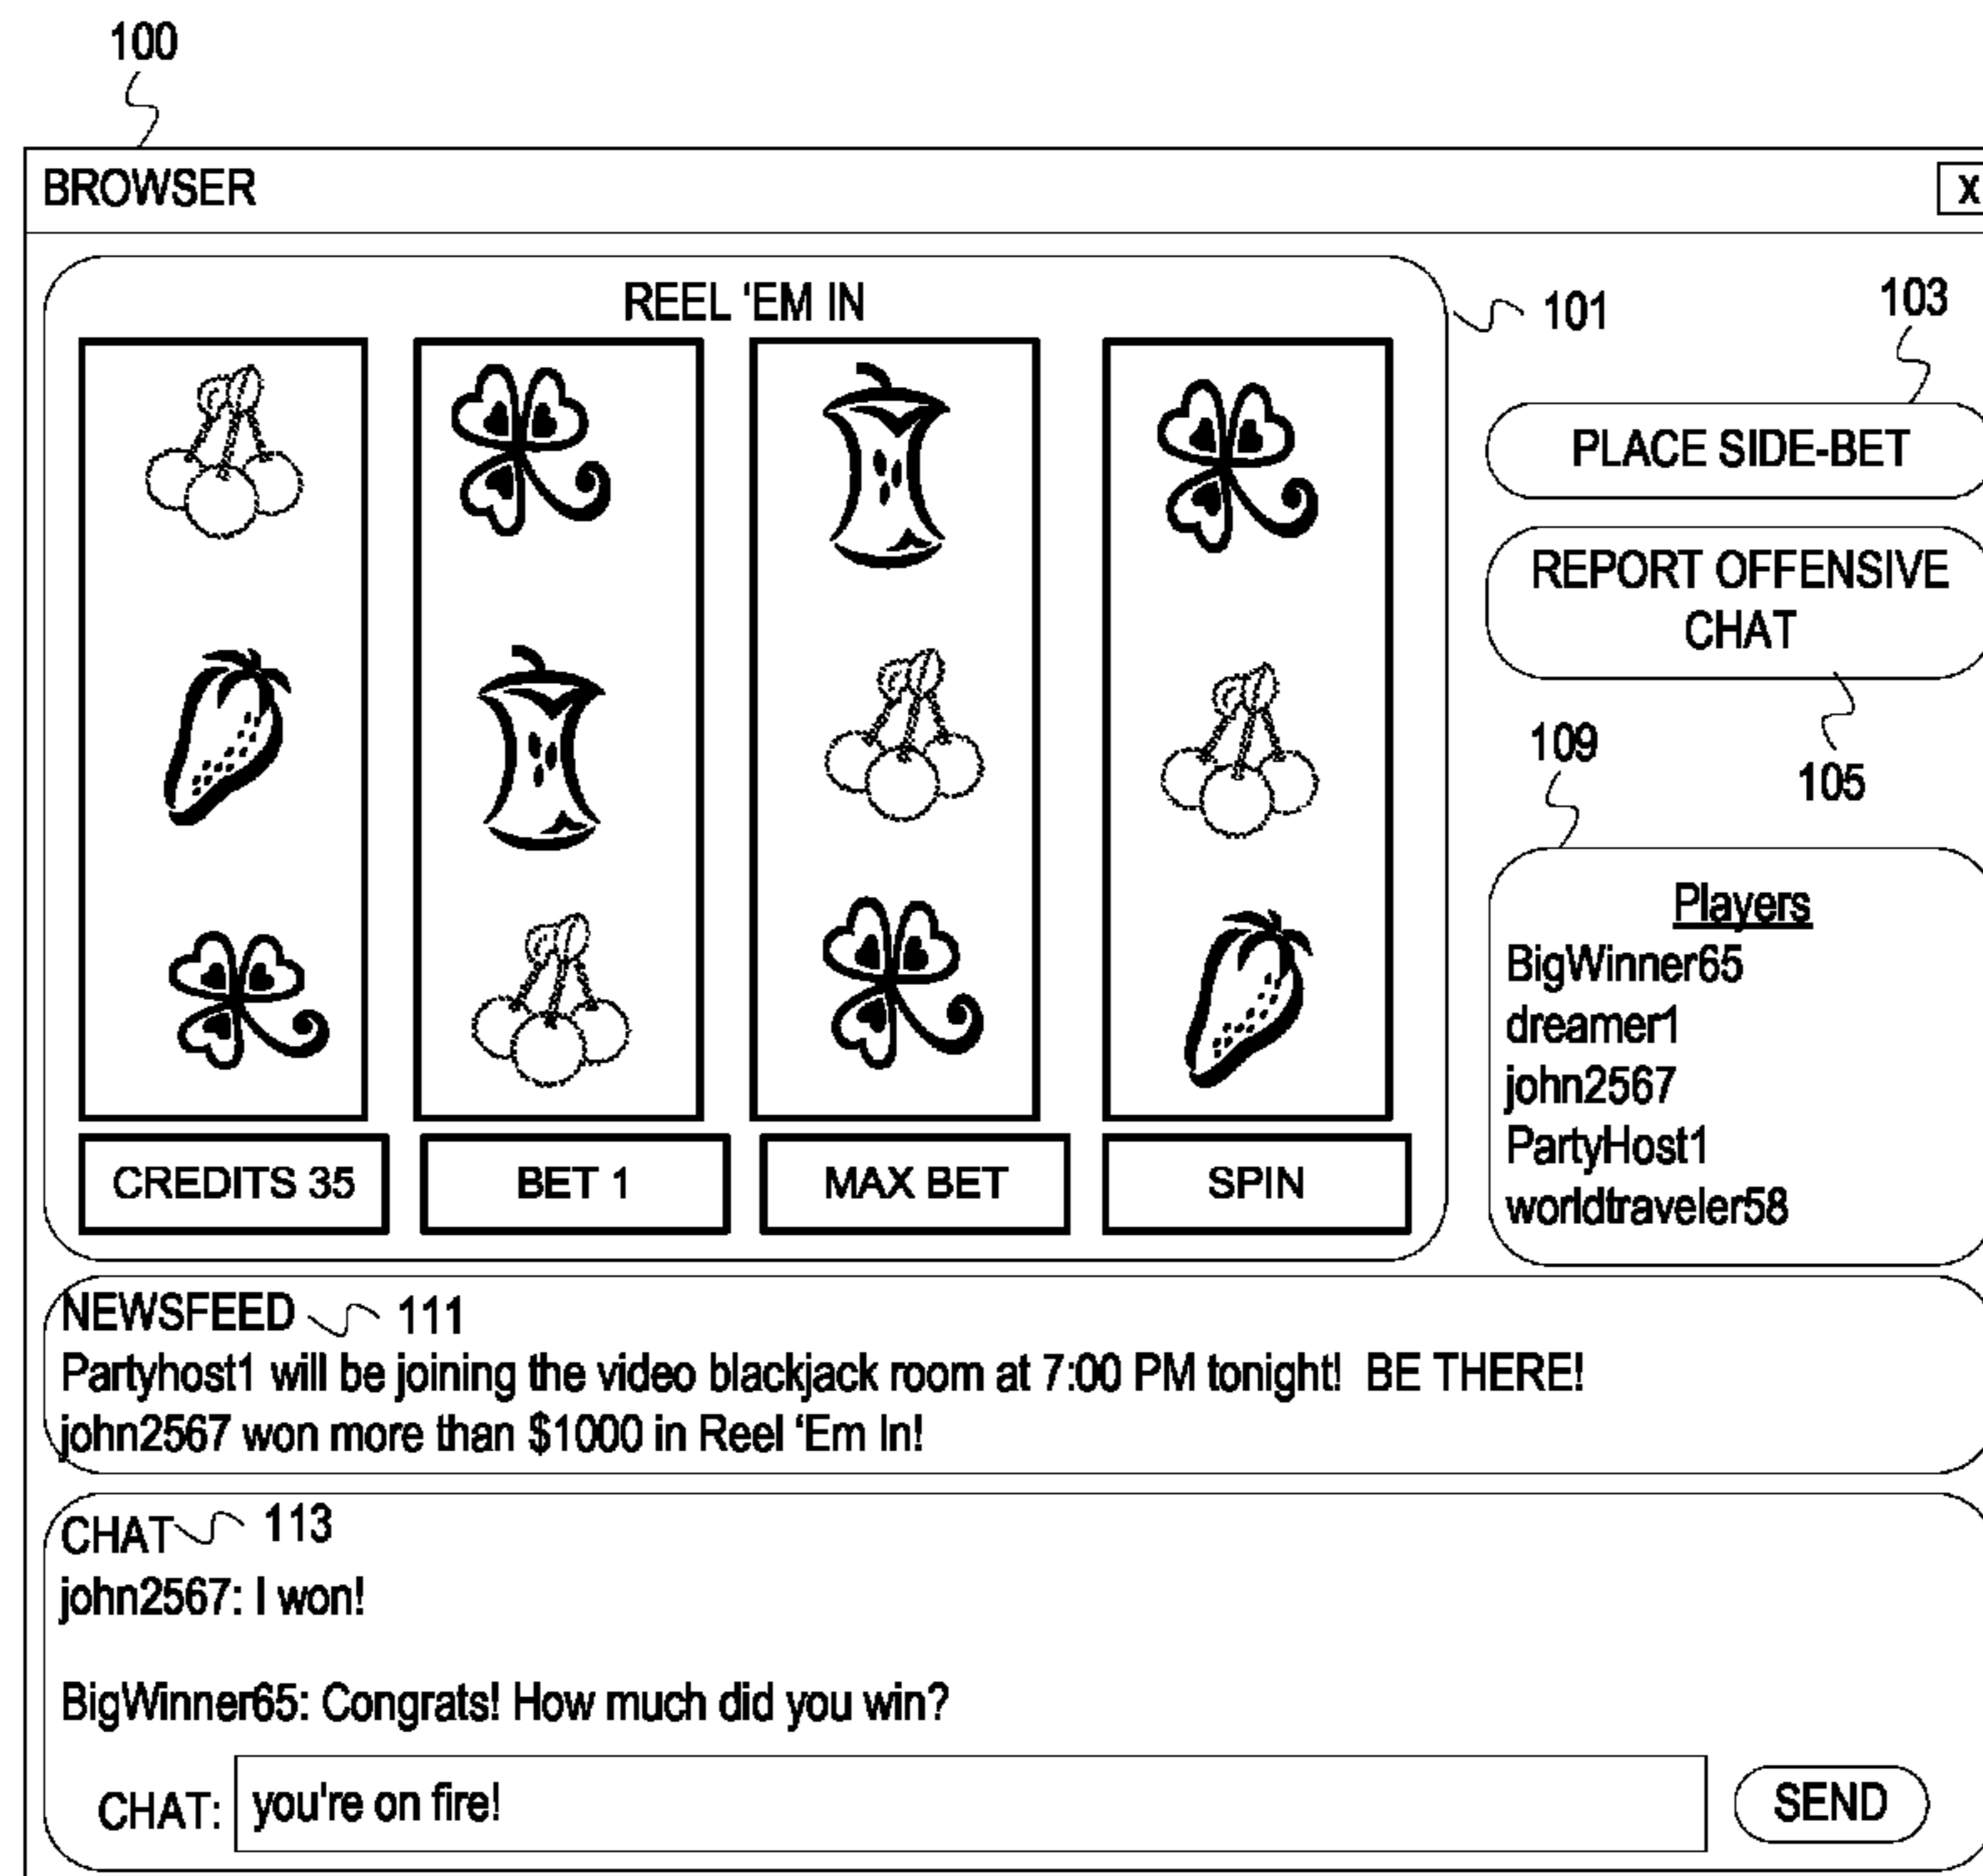 100
BROWSER
X
REEL 'EM IN
101
103
PLACE SIDE-BET
REPORT OFFENSIVE
CHAT
105
109
Players
BigWinner65
dreamer1
john2567
PartyHost1
worldtraveler58
CREDITS 35
BET 1
MAX BET
SPIN
NEWSFEED 111
Partyhost1 will be joining the video blackjack room at 7:00 PM tonight!  BE THERE!
john2567 won more than $1000 in Reel ‘Em In!
CHAT 113
john2567: I won!
BigWinner65: Congrats! How much did you win?
CHAT: you're on fire!
SEND